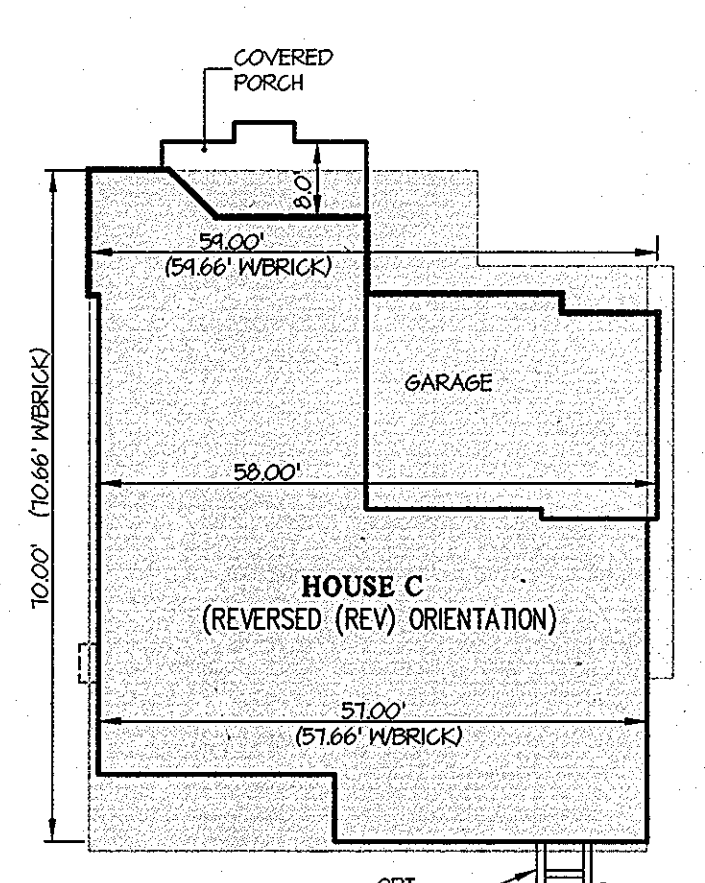 COVERED
PORCH
8.0'
59.00'
(59.66' W/BRICK)
70.00' (70.66' W/BRICK)
GARAGE
58.00'
HOUSE C
(REVERSED (REV) ORIENTATION)
57.00'
(57.66' W/BRICK)
OPT